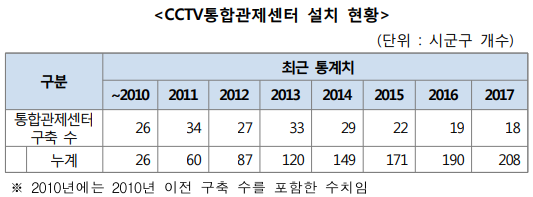 <CCTV통합관제센터 설치 현황>
(단위 : 시군구 개수)
구분 최근 통계치
~2010 2011 2012 2013 2014 2015 2016 2017
통합관제센터
구축 수 26 34 27 33 29 22 19 18
누계 26 60 87 120 149 171 190 208
※ 2010년에는 2010년 이전 구축 수를 포함한 수치임